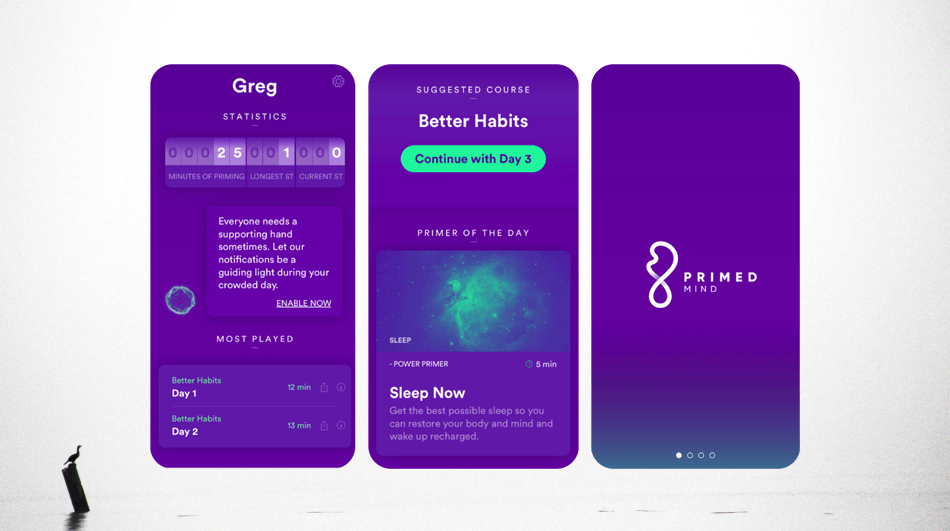 Greg
STATISTICS
0 0 0 2 5 0 0 1 0 0 0
MINUTES OF PRIMING LONGEST ST CURRENT ST
Everyone needs a
supporting hand
sometimes. Let our
notifications be a
guiding light during your
crowded day.
ENABLE NOW
MOST PLAYED
Better Habits
Day 1
12 min
Better Habits
Day 2
13 min
SUGGESTED COURSE
Better Habits
Continue with Day 3
PRIMER OF THE DAY
SLEEP
- POWER PRIMER
5 min
Sleep Now
Get the best possible sleep so you
can restore your body and mind and
wake up recharged.
PRIMED
MIND